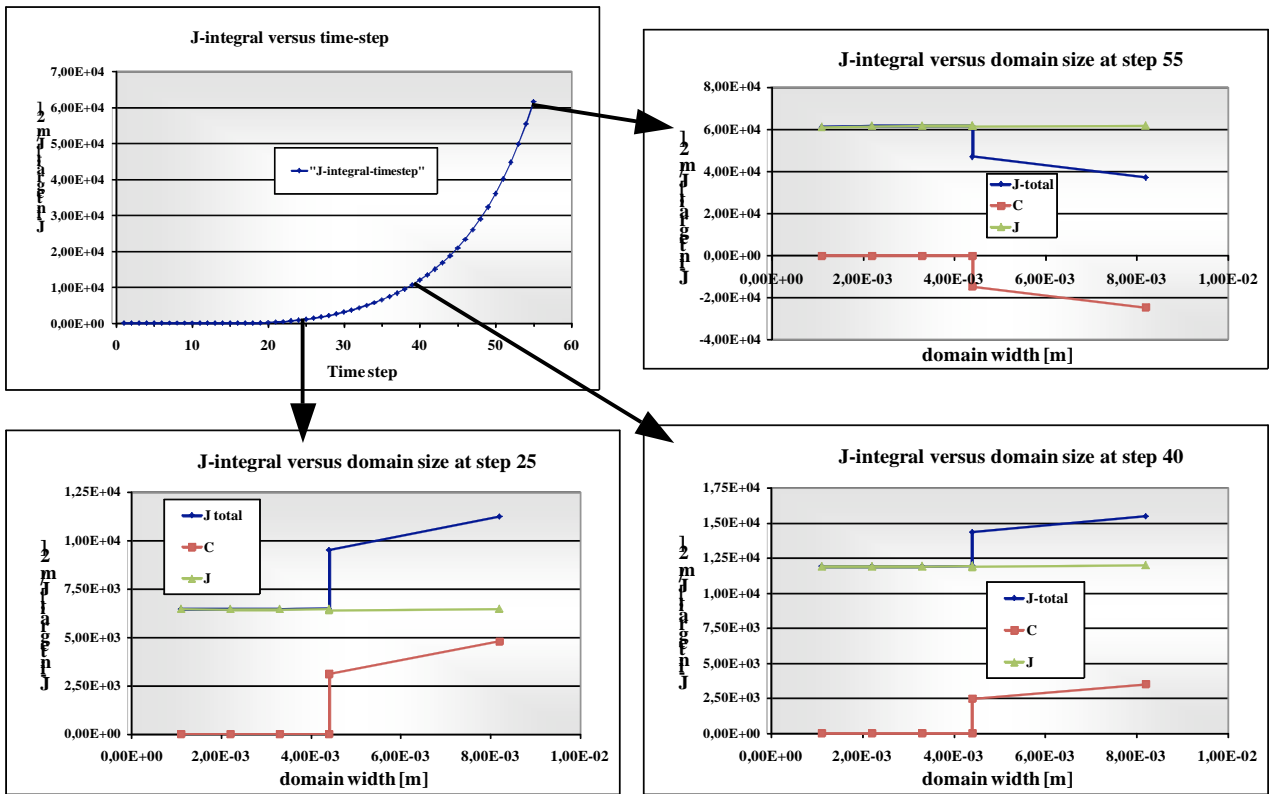 J-integral versus time-step
7,00E+04
6,00E+04
5,00E+04
4,00E+04
3,00E+04
2,00E+04
1,00E+04
0,00E+00
J-integral [J/m2]
"J-integral-timestep"
0 10 20 30 40 50 60
Time step
J-integral versus domain size at step 55
8,00E+04
6,00E+04
4,00E+04
2,00E+04
0,00E+00
-2,00E+04
-4,00E+04
J-integral [J/m2]
J-total
C
J
0,00E+00 2,00E-03 4,00E-03 6,00E-03 8,00E-03 1,00E-02
domain width [m]
J-integral versus domain size at step 25
1,25E+04
1,00E+04
7,50E+03
5,00E+03
2,50E+03
0,00E+00
J-integral [J/m2]
J total
C
J
0,00E+00 2,00E-03 4,00E-03 6,00E-03 8,00E-03 1,00E-02
domain width [m]
J-integral versus domain size at step 40
1,75E+04
1,50E+04
1,25E+04
1,00E+04
7,50E+03
5,00E+03
2,50E+03
0,00E+00
J-integral [J/m2]
J-total
C
J
0,00E+00 2,00E-03 4,00E-03 6,00E-03 8,00E-03 1,00E-02
domain width [m]